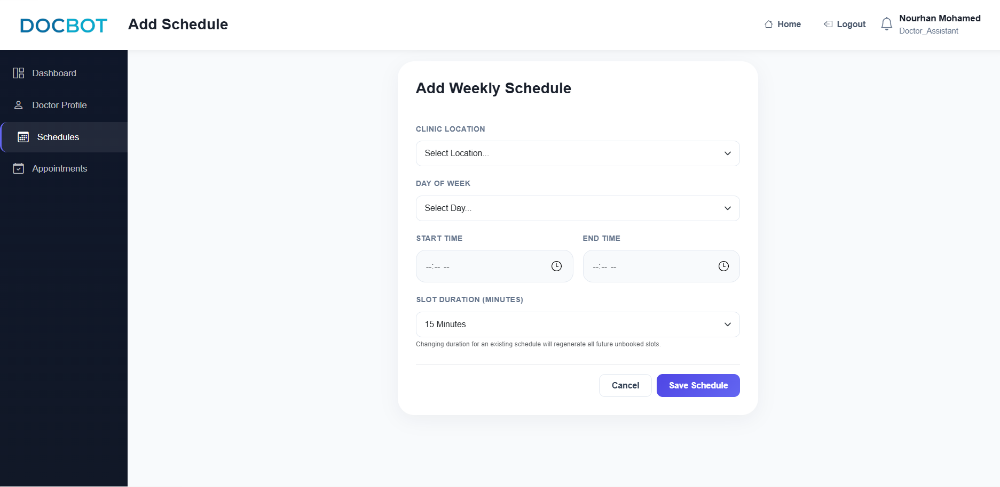 DOCBOT
Add Schedule
Home
Logout
Nourhan Mohamed
Doctor_Assistant
Dashboard
Doctor Profile
Schedules
Appointments
Add Weekly Schedule
CLINIC LOCATION
Select Location...
DAY OF WEEK
Select Day...
START TIME
END TIME
--:-- --
--:-- --
SLOT DURATION (MINUTES)
15 Minutes
Changing duration for an existing schedule will regenerate all future unbooked slots.
Cancel
Save Schedule